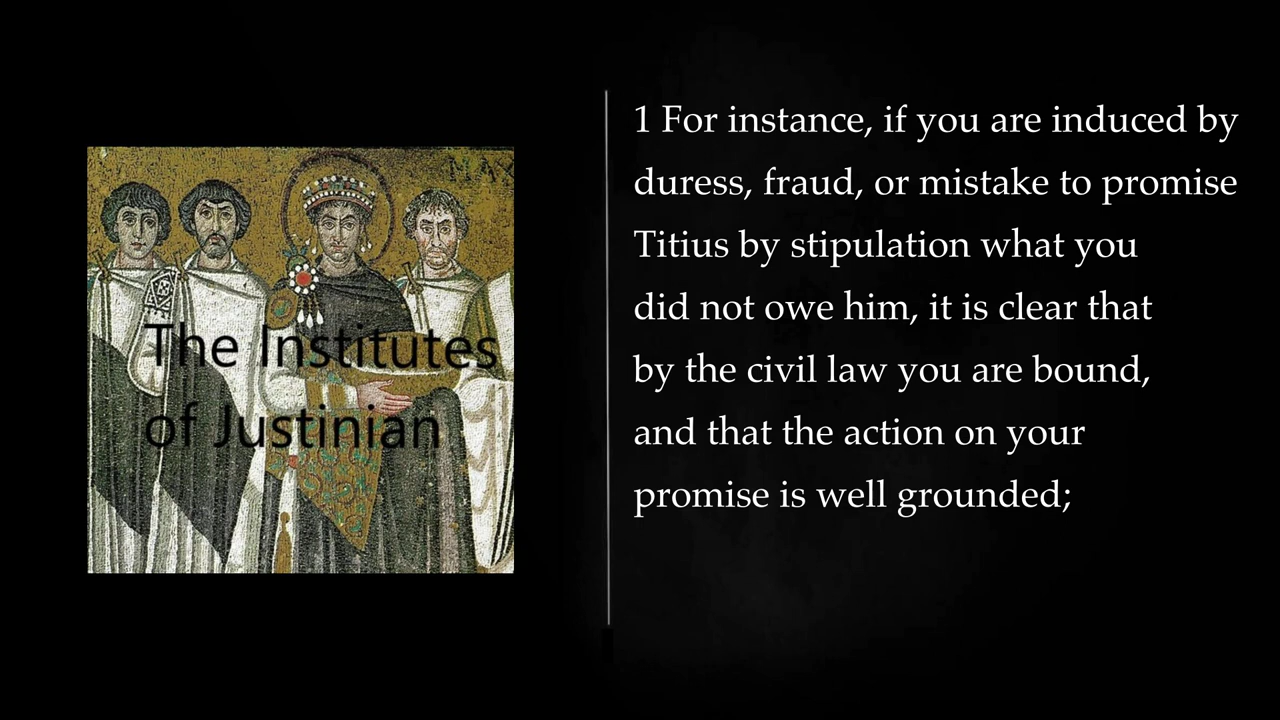 MAX
The Institutes
of Justinian
1 For instance, if you are induced by
duress, fraud, or mistake to promise
Titius by stipulation what you
did not owe him, it is clear that
by the civil law you are bound,
and that the action on your
promise is well grounded;